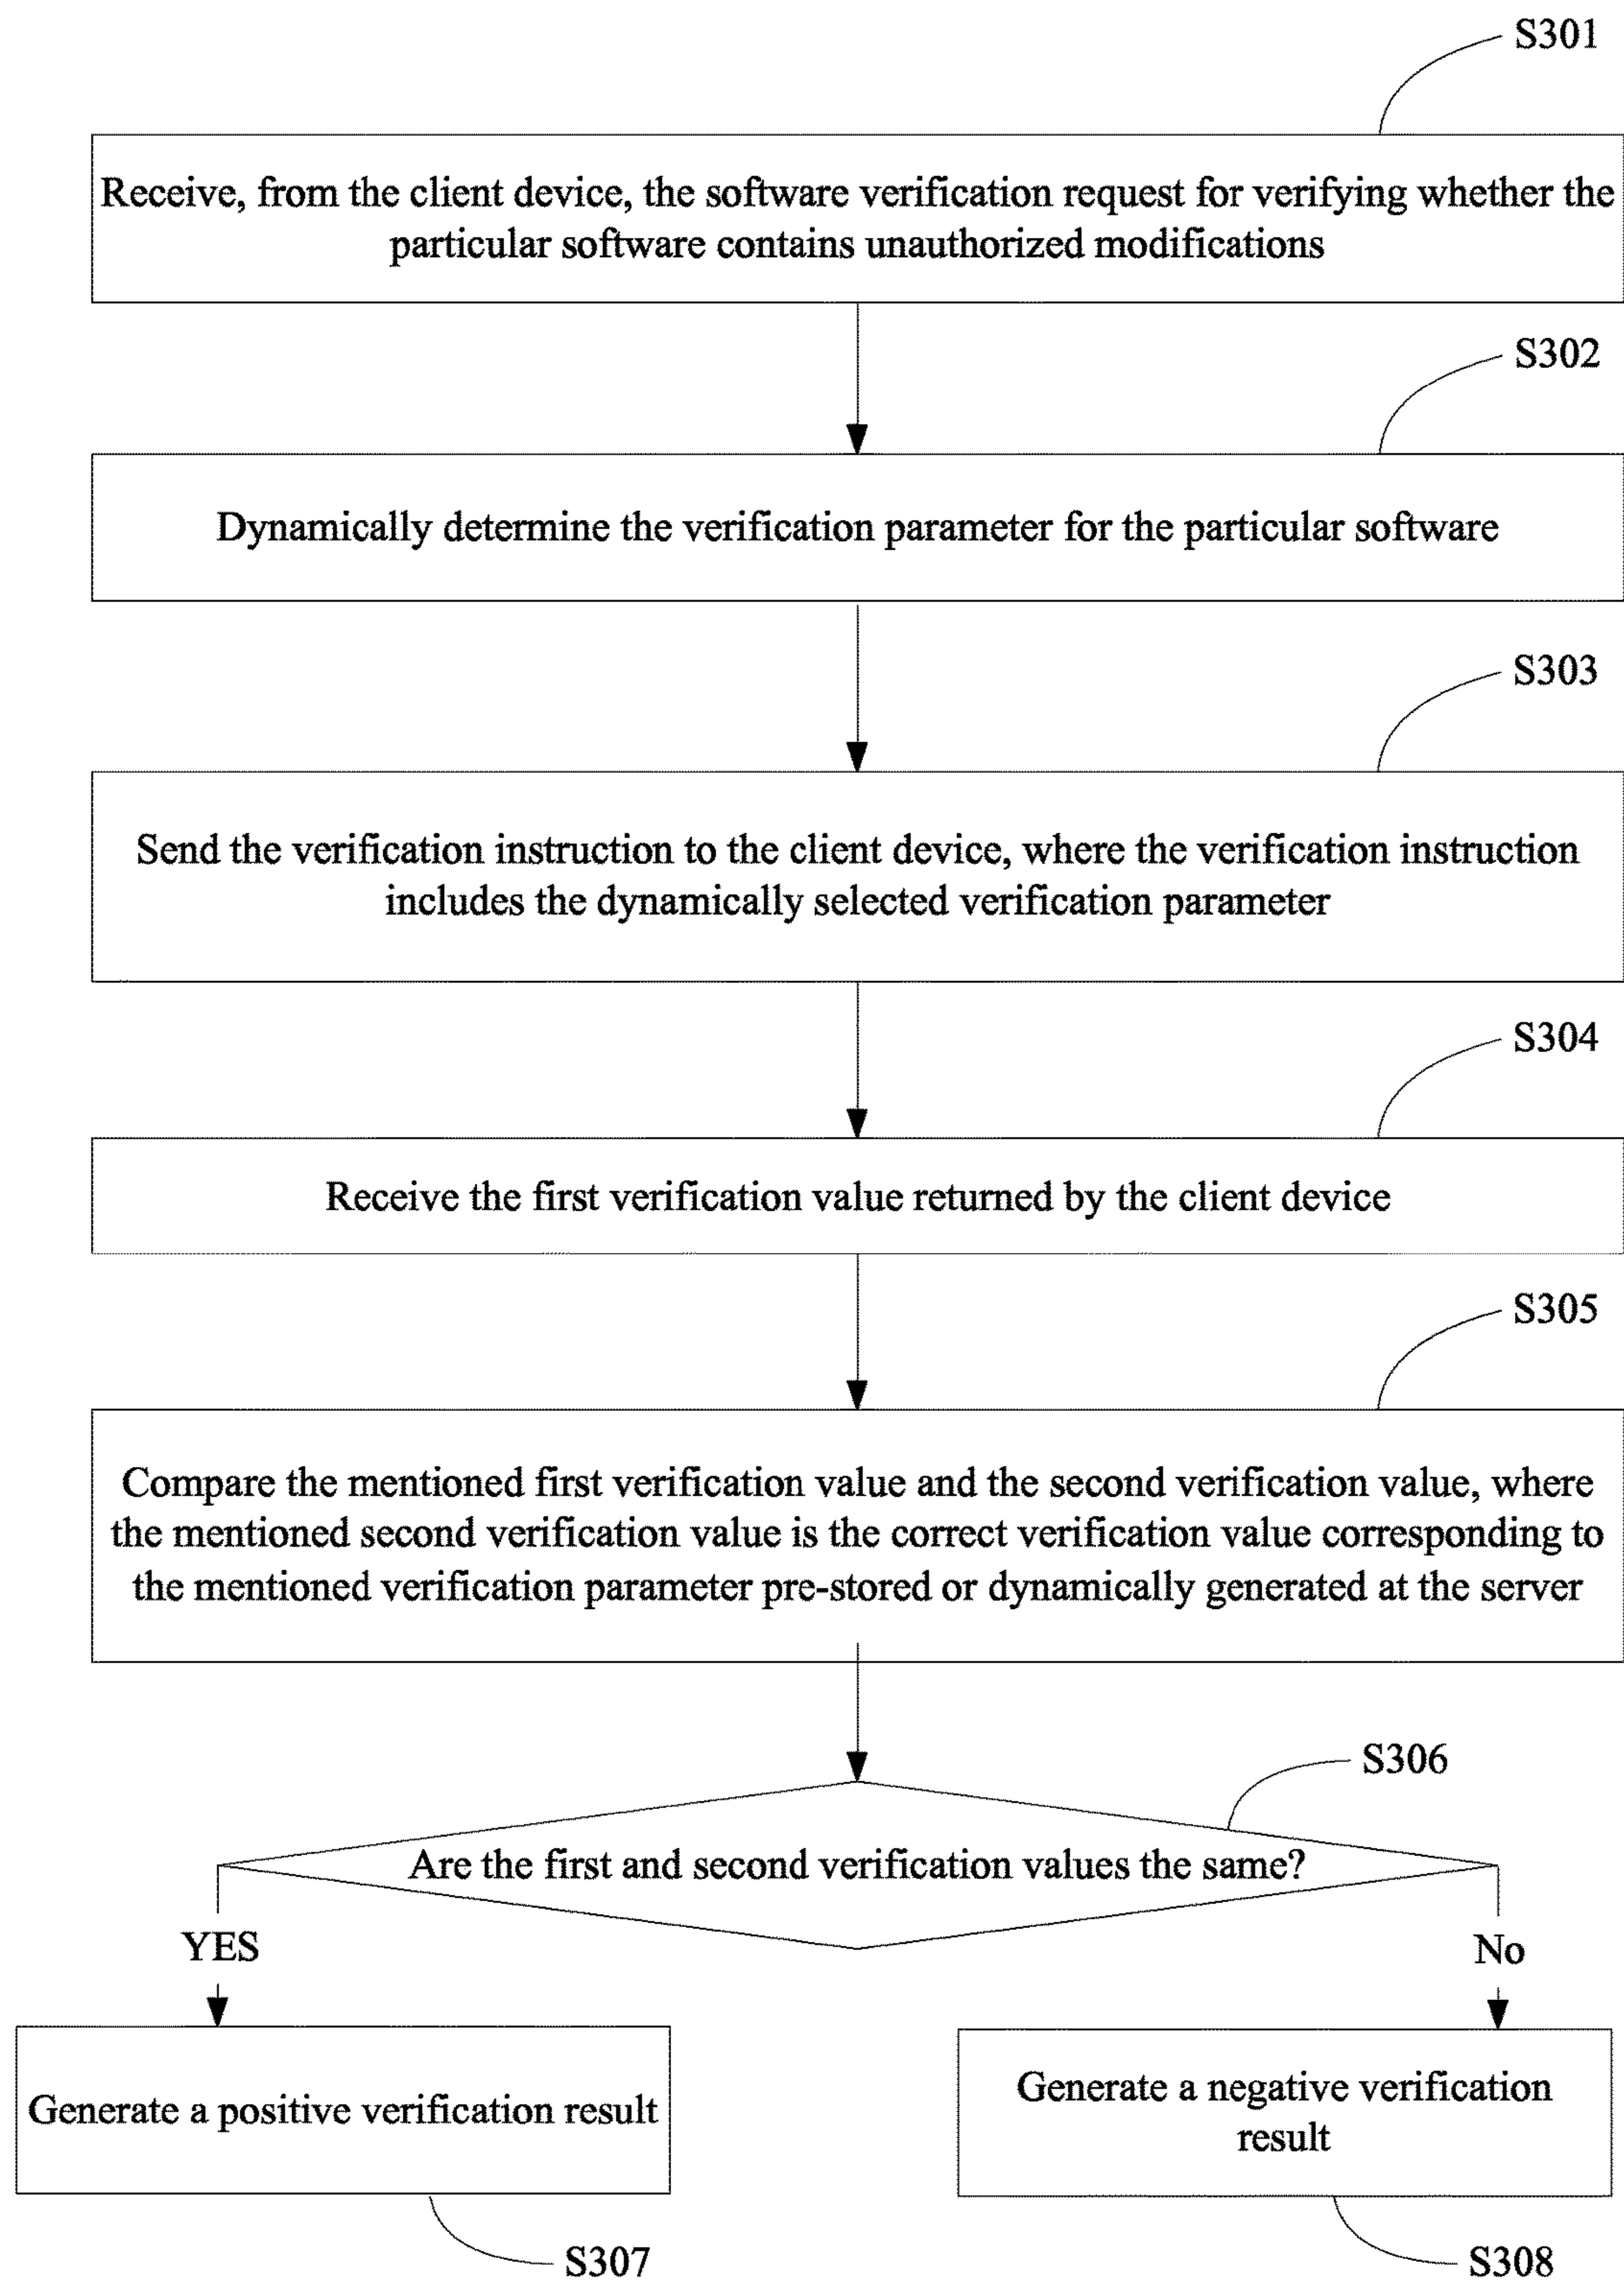 S301
Receive, from the client device, the software verification request for verifying whether the
particular software contains unauthorized modifications
S302
Dynamically determine the verification parameter for the particular software
S303
Send the verification instruction to the client device, where the verification instruction
includes the dynamically selected verification parameter
S304
Receive the first verification value returned by the client device
S305
Compare the mentioned first verification value and the second verification value, where
the mentioned second verification value is the correct verification value corresponding to
the mentioned verification parameter pre-stored or dynamically generated at the server
S306
Are the first and second verification values the same?
YES
No
Generate a positive verification result
Generate a negative verification
result
S307
S308